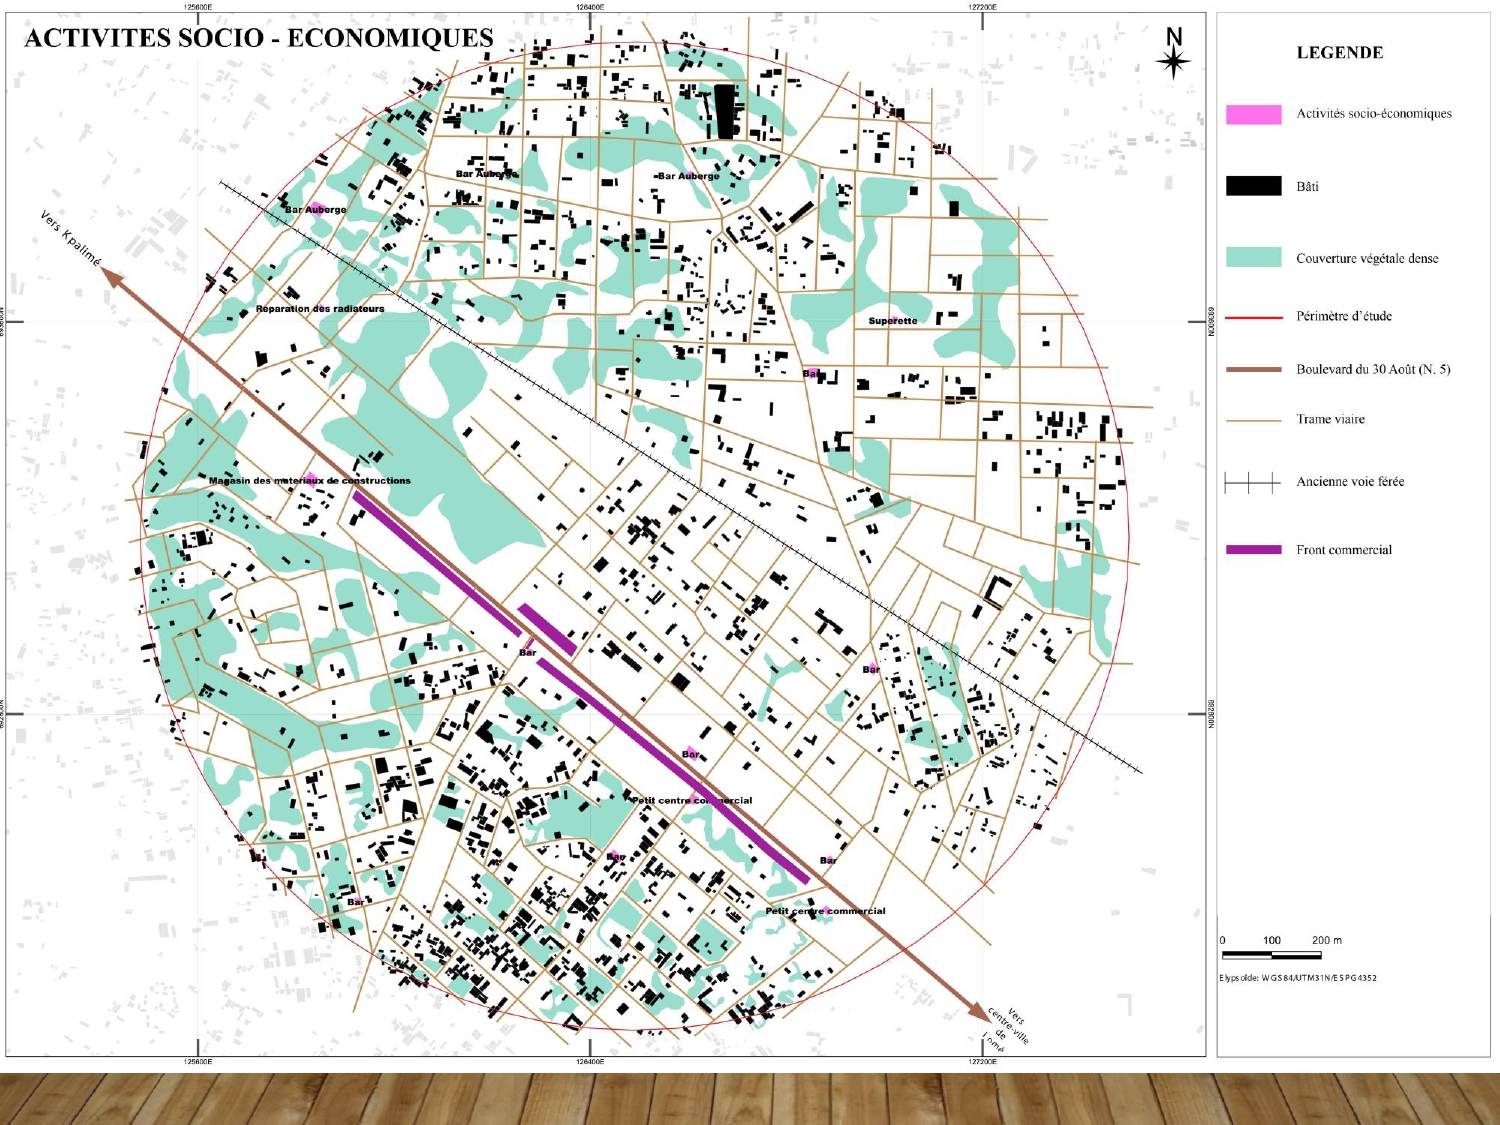 125600E
126400E
127200E
ACTIVITES SOCIO - ECONOMIQUES
N
LEGENDE
Activités socio-économiques
Bâti
Couverture végétale dense
Périmètre d'étude
Boulevard du 30 Août (N. 5)
Trame viaire
Ancienne voie férée
Front commercial
0 100 200 m
Elypsoïde: WGS84/UTM31N/ESPG4352
Bar Auberge
Bar Auberge
Bar Auberge
Vers Kpalimé
Réparation des radiateurs
Superette
693600N
Bar
Magasin des materiaux de constructions
Bar
Bar
692800N
Bar
Petit centre commercial
Bar
Bar
Bar
Petit centre commercial
Vers
centre-ville
de
Lomé
125600E
126400E
127200E